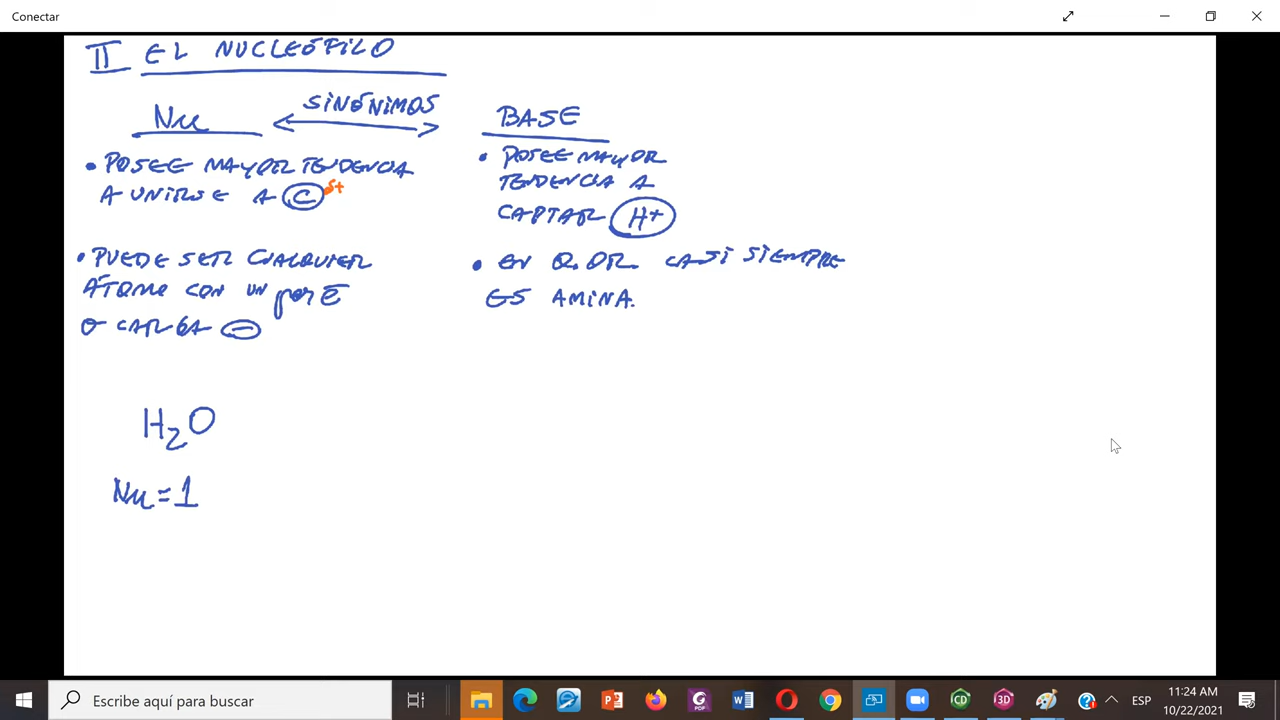 Conectar
II EL NUCLEÓFILO
Nu
SINÓNIMOS
BASE
• POSEE MAYOR TENDENCIA
A UNIRSE A C δ+
• POSEE MAYOR
TENDENCIA A
CAPTAR H+
• PUEDE SER CUALQUIER
ÁTOMO CON UN par ē
O CARGA −
• EN Q.OR. CASI SIEMPRE
ES AMINA.
H2O
Nu=1
Escribe aquí para buscar
ESP
11:24 AM
10/22/2021